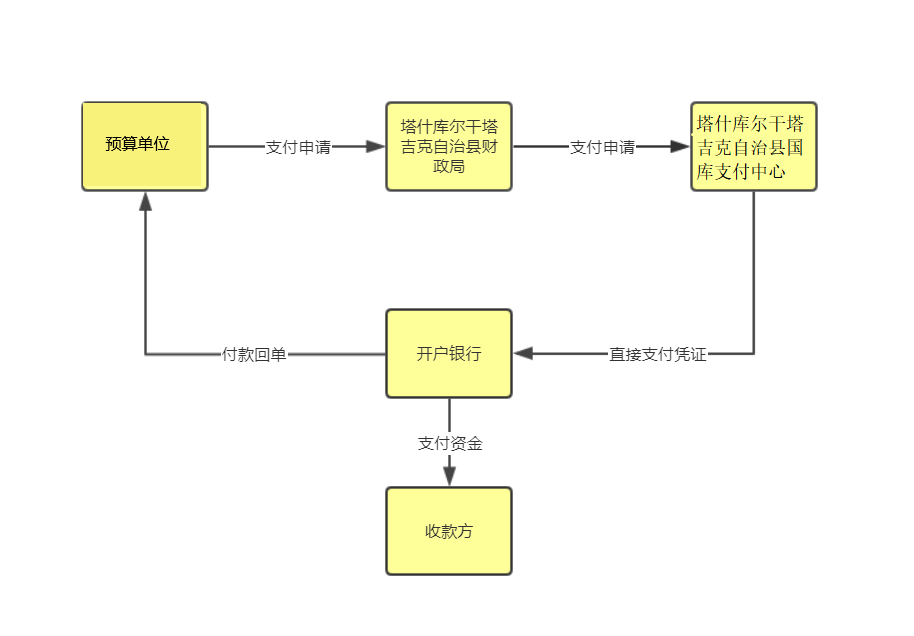 预算单位
支付申请
塔什库尔干塔
吉克自治县财
政局
支付申请
塔什库尔干塔
吉克自治县国
库支付中心
付款回单
开户银行
直接支付凭证
支付资金
收款方